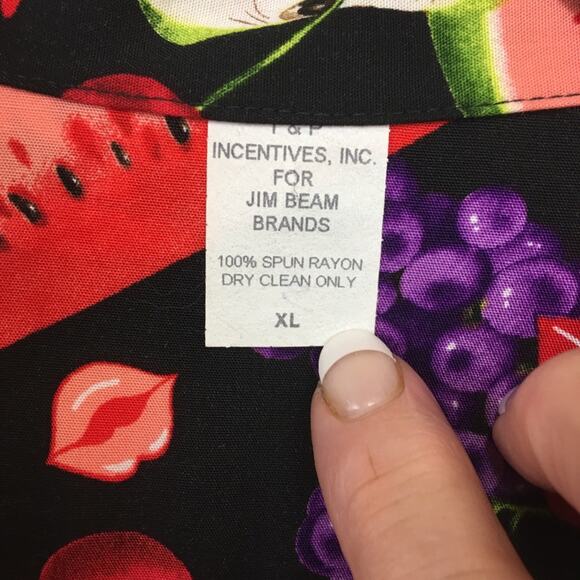 T & P
INCENTIVES, INC.
FOR
JIM BEAM
BRANDS
100% SPUN RAYON
DRY CLEAN ONLY
XL